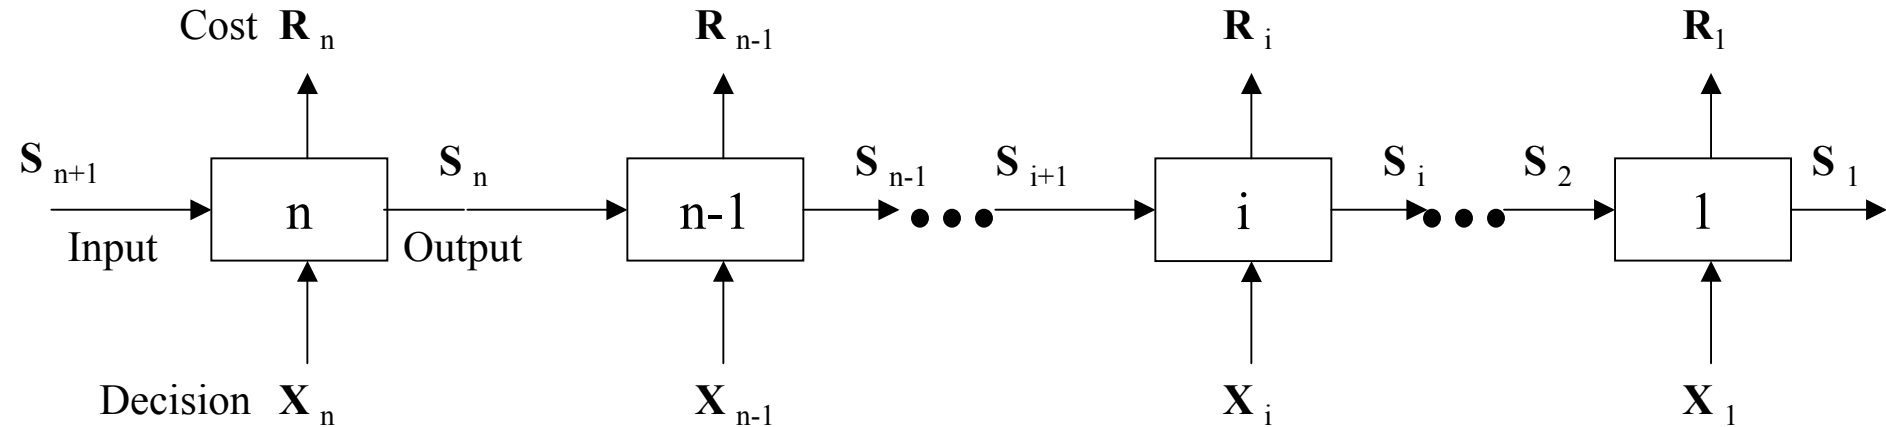 Cost R n R n-1 R i R 1
S n+1 S n S n-1 S i+1 S i S 2 S 1
n n-1 i 1
Input Output
Decision X n X n-1 X i X 1